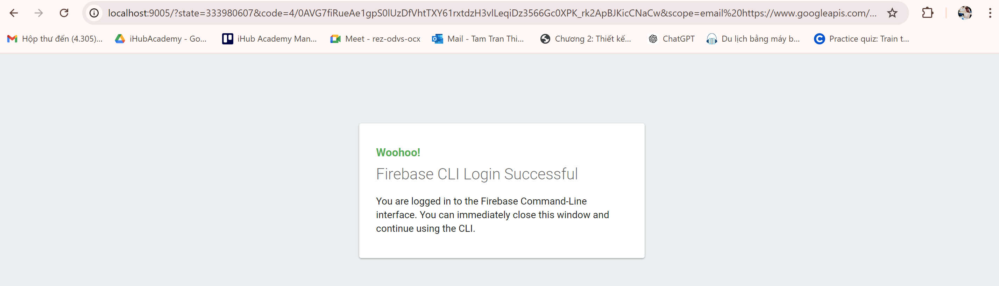 localhost:9005/?state=333980607&code=4/0AVG7fiRueAe1gpS0lUzDfVhtTXY61rxtdzH3vlLeqiDz3566Gc0XPK_rk2ApBJKicCNaCw&scope=email%20https://www.googleapis.com/...
Hộp thư đến (4.305)... iHubAcademy - Go... iHub Academy Man... Meet - rez-odvs-ocx Mail - Tam Tran Thi... Chương 2: Thiết kế... ChatGPT Du lịch bằng máy b... Practice quiz: Train t...
Woohoo!
Firebase CLI Login Successful
You are logged in to the Firebase Command-Line
interface. You can immediately close this window and
continue using the CLI.